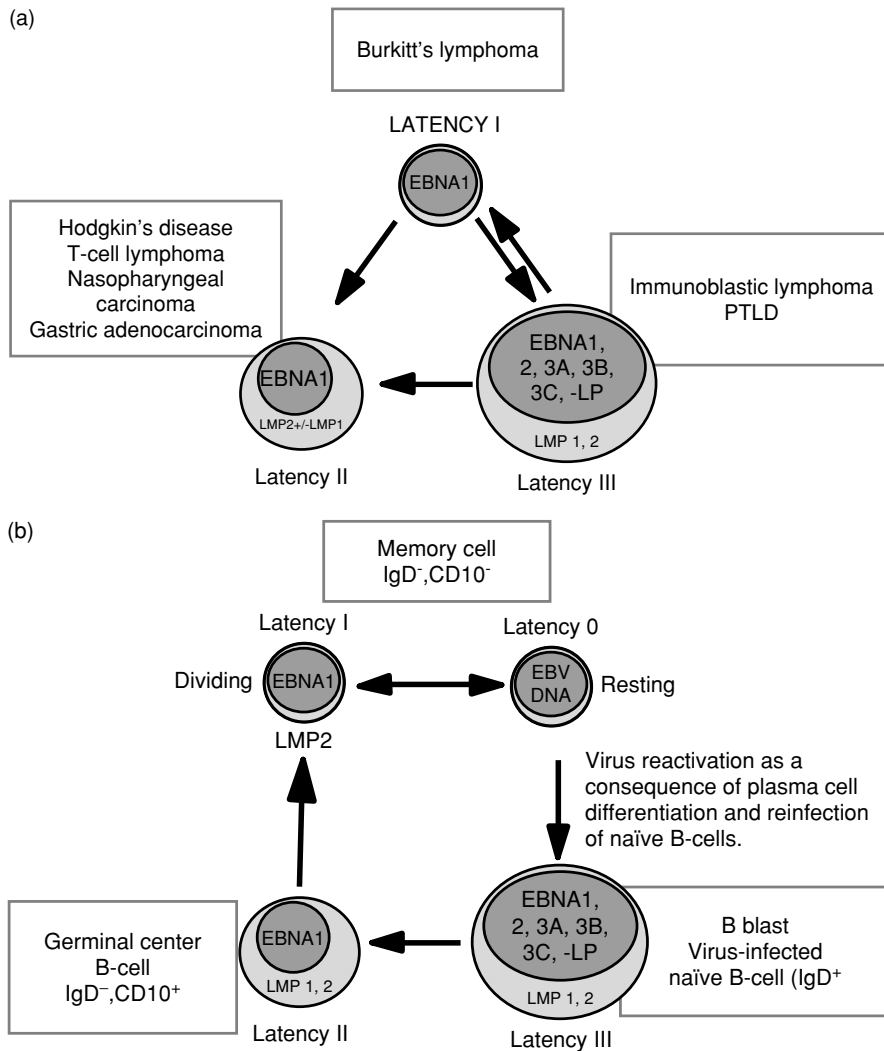 (a)
Burkitt's lymphoma
LATENCY I
EBNA1
Hodgkin's disease
T-cell lymphoma
Nasopharyngeal
carcinoma
Gastric adenocarcinoma
Immunoblastic lymphoma
PTLD
EBNA1
LMP2+/-LMP1
Latency II
EBNA1,
2, 3A, 3B,
3C, -LP
LMP 1, 2
Latency III
(b)
Memory cell
IgD⁻,CD10⁻
Latency I
Latency 0
Dividing
EBNA1
EBV
DNA
Resting
LMP2
Virus reactivation as a
consequence of plasma cell
differentiation and reinfection
of naïve B-cells.
Germinal center
B-cell
IgD⁻,CD10⁺
EBNA1
LMP 1, 2
Latency II
EBNA1,
2, 3A, 3B,
3C, -LP
LMP 1, 2
Latency III
B blast
Virus-infected
naïve B-cell (IgD⁺